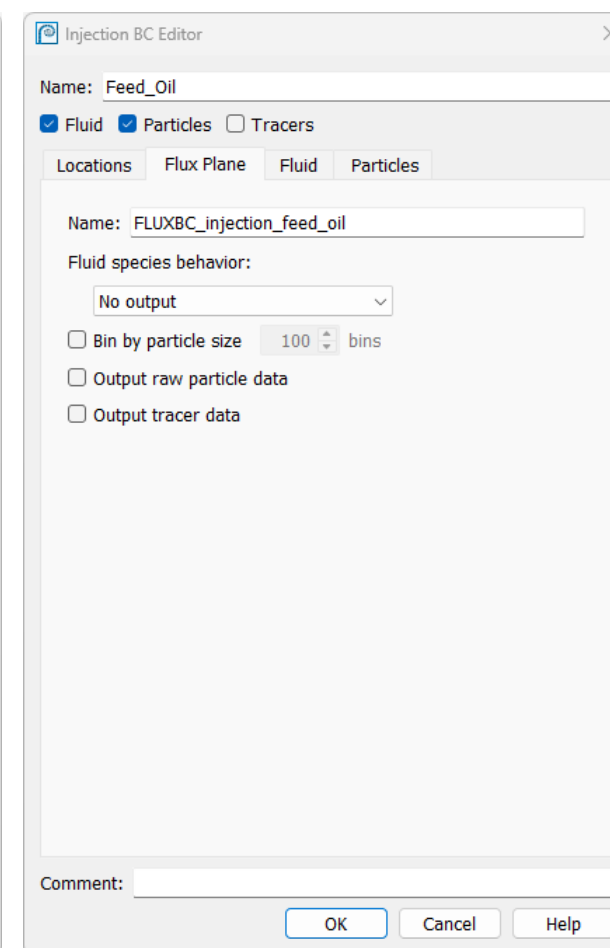 Injection BC Editor
Name: Feed_Oil
Fluid Particles Tracers
Locations Flux Plane Fluid Particles
Name: FLUXBC_injection_feed_oil
Fluid species behavior:
No output
Bin by particle size 100 bins
Output raw particle data
Output tracer data
Comment:
OK Cancel Help